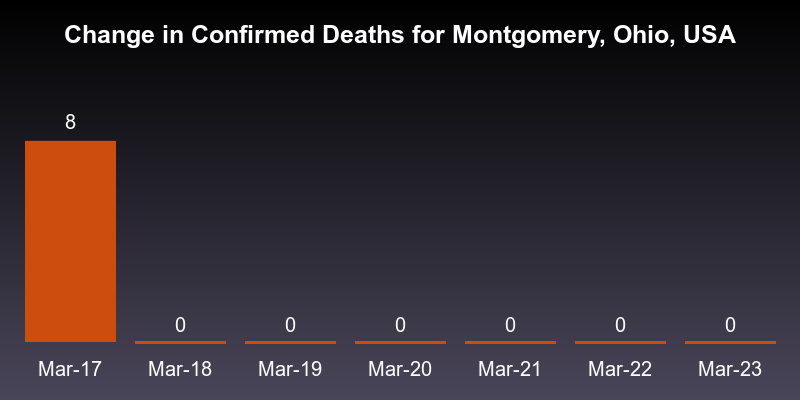 Change in Confirmed Deaths for Montgomery, Ohio, USA
8
0 0 0 0 0 0
Mar-17 Mar-18 Mar-19 Mar-20 Mar-21 Mar-22 Mar-23